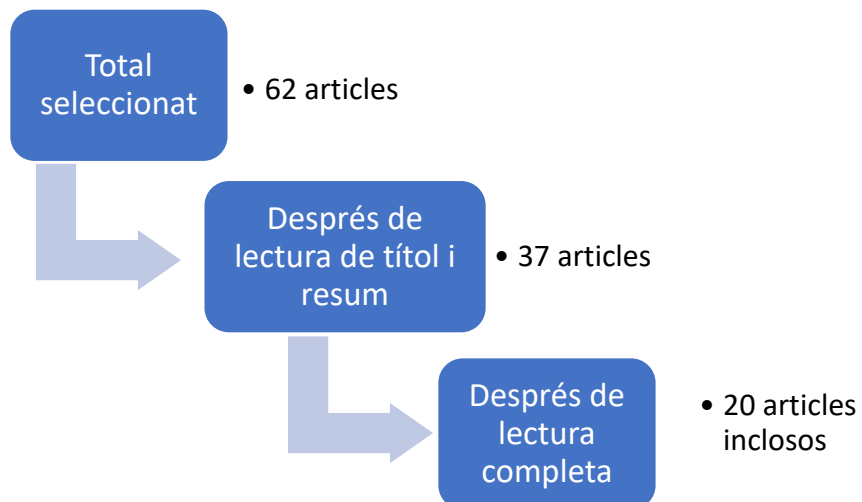 Total
seleccionat
• 62 articles
Després de
lectura de títol i
resum
• 37 articles
Després de
lectura
completa
• 20 articles
inclosos